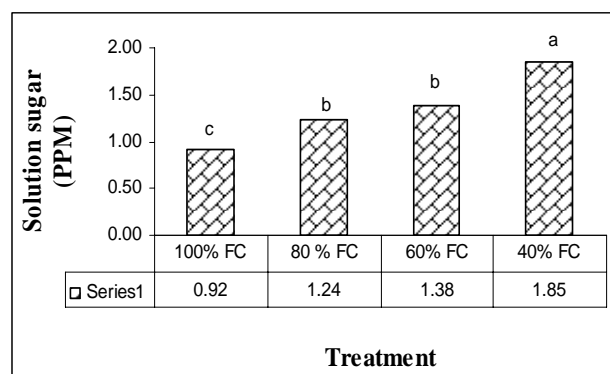 Solution sugar
(PPM)
2.00
1.50
1.00
0.50
0.00
c
b
b
a
100% FC 80 % FC 60% FC 40% FC
Series1 0.92 1.24 1.38 1.85
Treatment